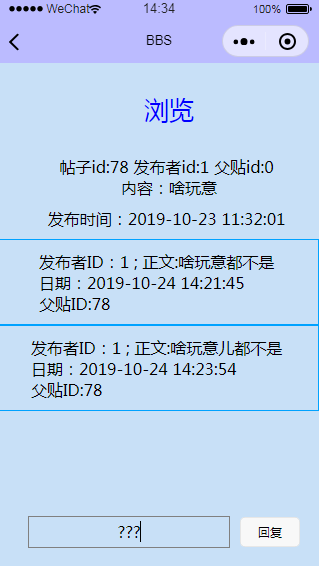 WeChat 14:34 100%
BBS
浏览
帖子id:78 发布者id:1 父贴id:0
内容：啥玩意
发布时间：2019-10-23 11:32:01
发布者ID：1 ; 正文:啥玩意都不是
日期：2019-10-24 14:21:45
父贴ID:78
发布者ID：1 ; 正文:啥玩意儿都不是
日期：2019-10-24 14:23:54
父贴ID:78
??? 回复